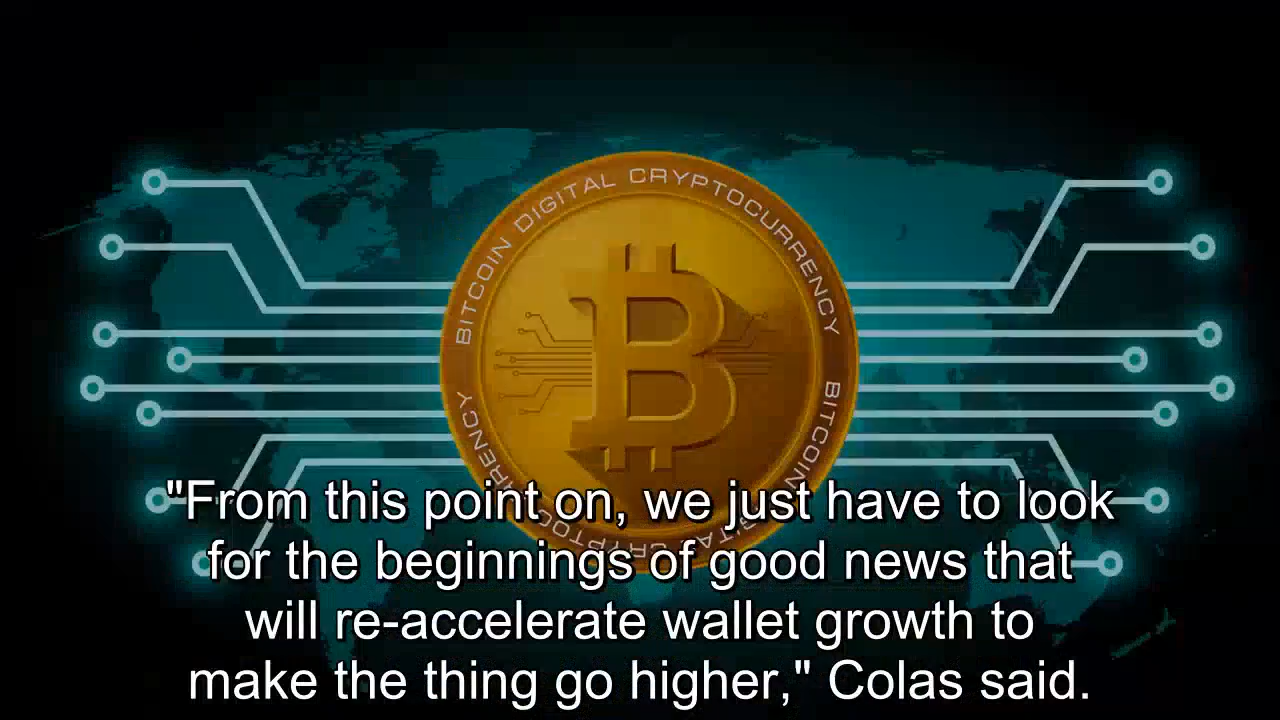 BITCOIN DIGITAL CRYPTOCURRENCY
BITCOIN
"From this point on, we just have to look
for the beginnings of good news that
will re-accelerate wallet growth to
make the thing go higher," Colas said.